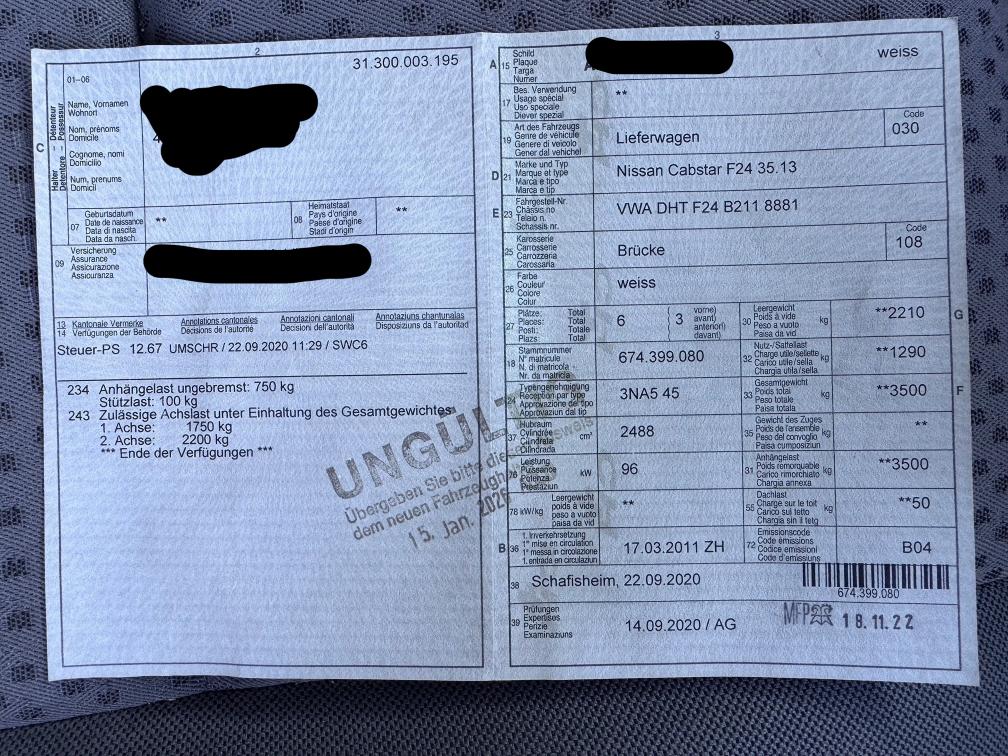 2
31.300.003.195
01–06
C
Halter – Détenteur
Detentore – Possessur
Name, Vornamen
Wohnort
Nom, prénoms
Domicile
Cognome, nomi
Domicilio
Num, prenums
Domicil
07
Geburtsdatum
Date de naissance
Data di nascita
Data da nasch.
**
08
Heimatstaat
Pays d'origine
Paese d'origine
Stadi d'origin
**
09
Versicherung
Assurance
Assicurazione
Assicuranza
13 Kantonale Vermerke Annotations cantonales Annotazioni cantonali Annotaziuns chantunalas
14 Verfügungen der Behörde Décisions de l'autorité Decisioni dell'autorità Disposiziuns da l'autoritad
Steuer-PS 12.67 UMSCHR / 22.09.2020 11:29 / SWC6
234 Anhängelast ungebremst: 750 kg
Stützlast: 100 kg
243 Zulässige Achslast unter Einhaltung des Gesamtgewichtes
1. Achse: 1750 kg
2. Achse: 2200 kg
*** Ende der Verfügungen ***
UNGÜLTIG
Übergeben Sie bitte diesen
dem neuen Fahrzeugh
15. Jan. 202
3
A 15
Schild
Plaque
Targa
Numer
weiss
17
Bes. Verwendung
Usage spécial
Uso speciale
Diever spezial
**
19
Art des Fahrzeugs
Genre de véhicule
Genere di veicolo
Gener dal vehichel
Lieferwagen
Code
030
D 21
Marke und Typ
Marque et type
Marca e tipo
Marca e tip
Nissan Cabstar F24 35.13
E 23
Fahrgestell-Nr.
Châssis no
Telaio n.
Schassis nr.
VWA DHT F24 B211 8881
25
Karosserie
Carrosserie
Carrozzeria
Carossaria
Brücke
Code
108
26
Farbe
Couleur
Colore
Colur
weiss
27
Plätze: Total
Places: Total
Posti: Totale
Plazs: Total
6
3
vorne)
avant)
anteriori)
davant)
30
Leergewicht
Poids à vide
Peso a vuoto
Paisa da vid
kg
**2210
G
18
Stammnummer
N° matricule
N. di matricola
Nr. da matricla
674.399.080
32
Nutz-/Sattellast
Charge utile/sellette
Carico utile/sella
Chargia utila/sella
kg
**1290
24
Typengenehmigung
Réception par type
Approvazione del tipo
Approvaziun dal tip
3NA5 45
33
Gesamtgewicht
Poids total
Peso totale
Paisa totala
kg
**3500
F
37
Hubraum
Cylindrée
Cilindrata
Cilindrada
cm³
2488
35
Gewicht des Zuges
Poids de l'ensemble
Peso del convoglio
Paisa cumposiziun
kg
**
76
Leistung
Puissance
Potenza
Prestaziun
kW
96
31
Anhängelast
Poids remorquable
Carico rimorchiato
Chargia annexa
kg
**3500
78 kW/kg
Leergewicht
poids à vide
peso a vuoto
paisa da vid
**
55
Dachlast
Charge sur le toit
Carico sul tetto
Chargia sin il tetg
kg
**50
B 36
1. Inverkehrsetzung
1re mise en circulation
1a messa in circolazione
1. entrada en circulaziun
17.03.2011 ZH
72
Emissionscode
Code émissions
Codice emissioni
Code d'emissiuns
B04
38
Schafisheim, 22.09.2020
674.399.080
39
Prüfungen
Expertises
Perizie
Examinaziuns
14.09.2020 / AG
MFP 18.11.22